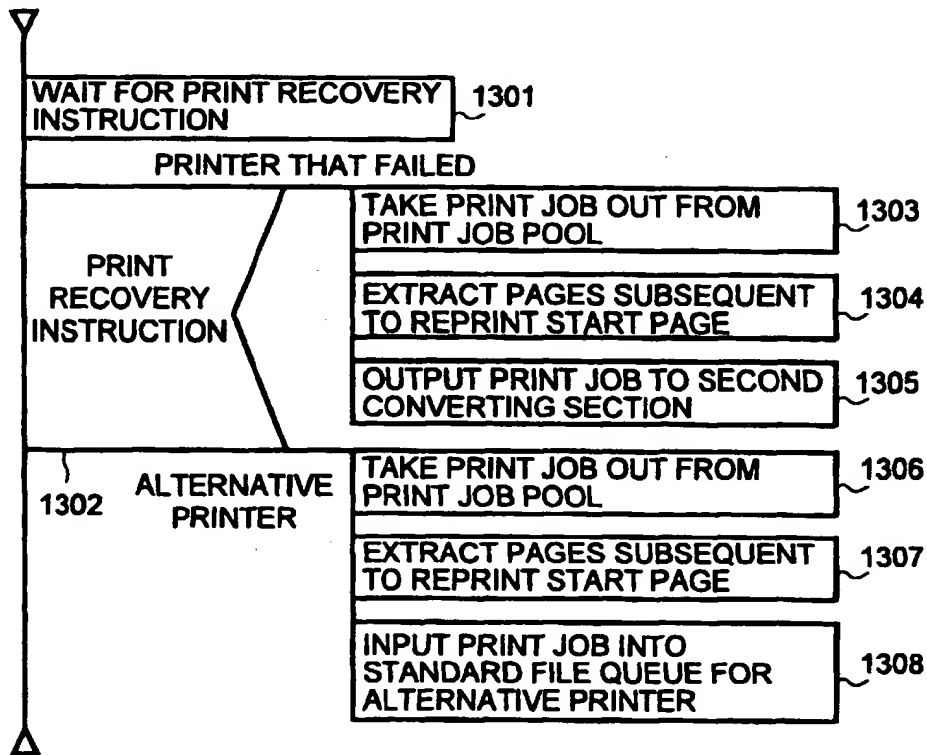 WAIT FOR PRINT RECOVERY
INSTRUCTION
1301
PRINTER THAT FAILED
PRINT
RECOVERY
INSTRUCTION
TAKE PRINT JOB OUT FROM
PRINT JOB POOL
1303
EXTRACT PAGES SUBSEQUENT
TO REPRINT START PAGE
1304
OUTPUT PRINT JOB TO SECOND
CONVERTING SECTION
1305
1302
ALTERNATIVE
PRINTER
TAKE PRINT JOB OUT FROM
PRINT JOB POOL
1306
EXTRACT PAGES SUBSEQUENT
TO REPRINT START PAGE
1307
INPUT PRINT JOB INTO
STANDARD FILE QUEUE FOR
ALTERNATIVE PRINTER
1308